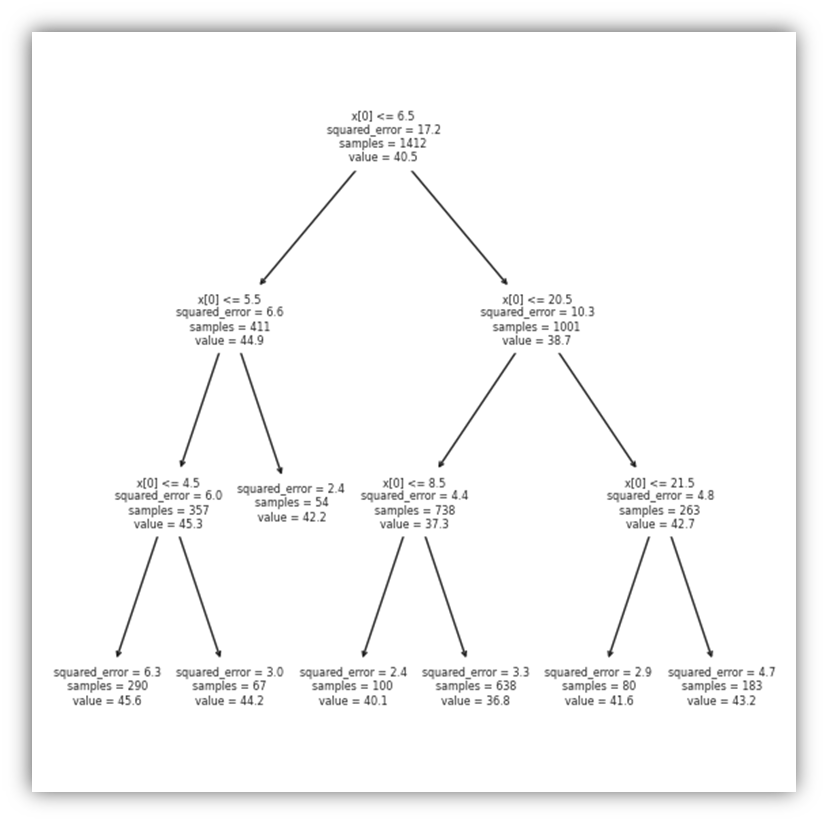 x[0] <= 6.5
squared_error = 17.2
samples = 1412
value = 40.5
x[0] <= 5.5
squared_error = 6.6
samples = 411
value = 44.9
x[0] <= 20.5
squared_error = 10.3
samples = 1001
value = 38.7
x[0] <= 4.5
squared_error = 6.0
samples = 357
value = 45.3
squared_error = 2.4
samples = 54
value = 42.2
x[0] <= 8.5
squared_error = 4.4
samples = 738
value = 37.3
x[0] <= 21.5
squared_error = 4.8
samples = 263
value = 42.7
squared_error = 6.3
samples = 290
value = 45.6
squared_error = 3.0
samples = 67
value = 44.2
squared_error = 2.4
samples = 100
value = 40.1
squared_error = 3.3
samples = 638
value = 36.8
squared_error = 2.9
samples = 80
value = 41.6
squared_error = 4.7
samples = 183
value = 43.2